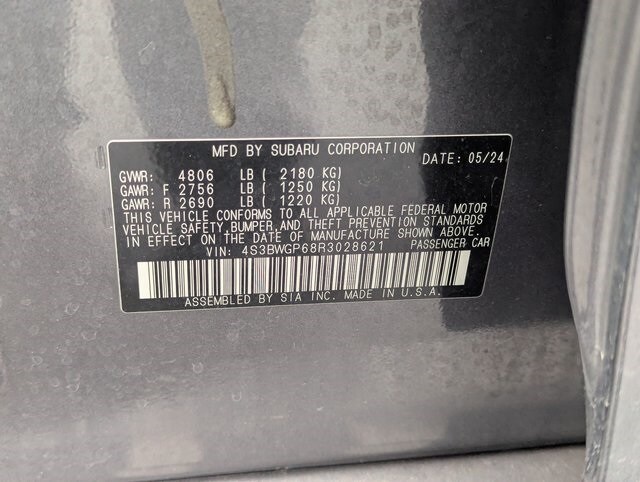 MFD BY SUBARU CORPORATION
DATE: 05/24
GVWR: 4806 LB ( 2180 KG)
GAWR: F 2756 LB ( 1250 KG)
GAWR: R 2690 LB ( 1220 KG)
THIS VEHICLE CONFORMS TO ALL APPLICABLE FEDERAL MOTOR
VEHICLE SAFETY, BUMPER, AND THEFT PREVENTION STANDARDS
IN EFFECT ON THE DATE OF MANUFACTURE SHOWN ABOVE.
VIN: 4S3BWGP68R3028621 PASSENGER CAR
ASSEMBLED BY SIA INC. MADE IN U.S.A.